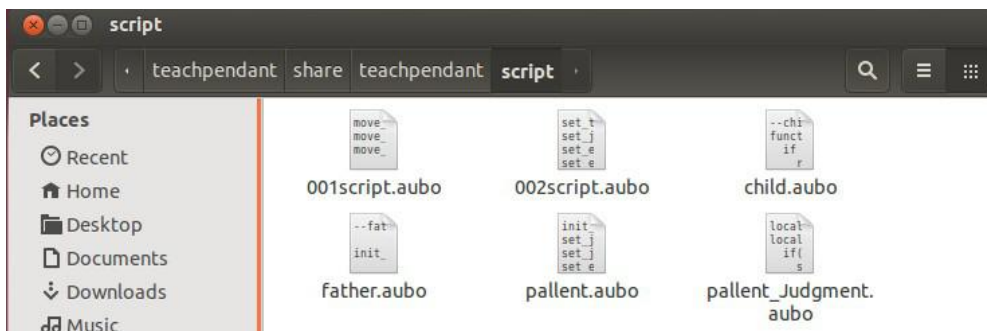 script
teachpendant share teachpendant script
Places
Recent
Home
Desktop
Documents
Downloads
Music
move_
move_
move_
001script.aubo
set_t
set_j
set_e
set e
002script.aubo
--chi
funct
if
r
child.aubo
--fat
init_
father.aubo
init_
set_j
set_j
set e
pallent.aubo
local
local
if(
s
pallent_Judgment.
aubo